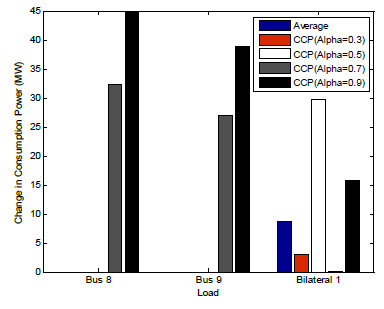 45
40
35
30
25
20
15
10
5
0
Change in Consumption Power (MW)
Average
CCP(Alpha=0.3)
CCP(Alpha=0.5)
CCP(Alpha=0.7)
CCP(Alpha=0.9)
Bus 8
Bus 9
Bilateral 1
Load